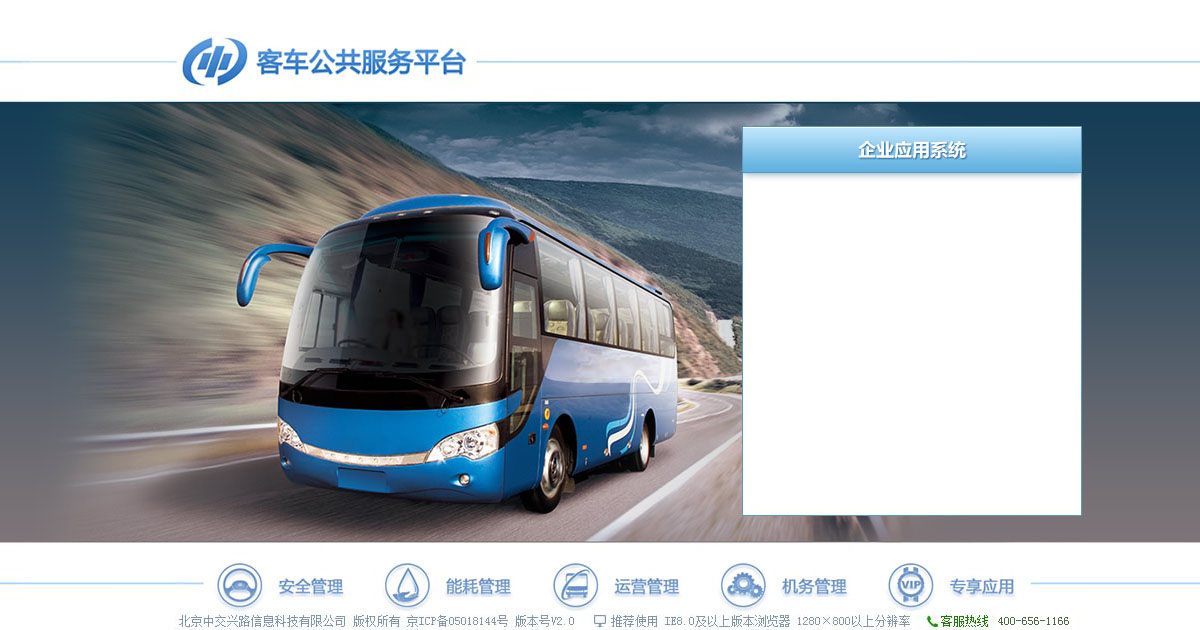 客车公共服务平台
企业应用系统
安全管理 能耗管理 运营管理 机务管理 VIP 专享应用
北京中交兴路信息科技有限公司 版权所有 京ICP备05018144号 版本号V2.0 推荐使用 IE8.0及以上版本浏览器 1280×800以上分辨率 客服热线 400-656-1166